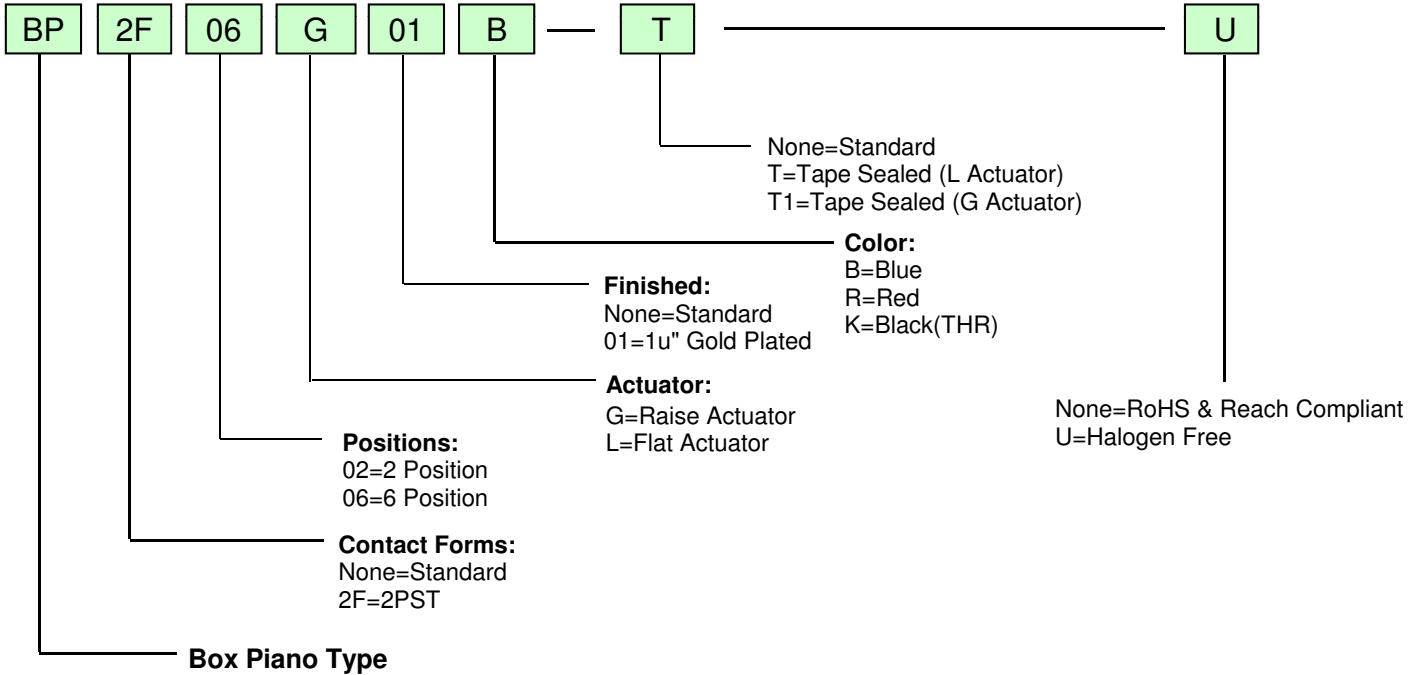 BP 2F 06 G 01 B — T U
None=Standard
T=Tape Sealed (L Actuator)
T1=Tape Sealed (G Actuator)
Color:
B=Blue
R=Red
K=Black(THR)
Finished:
None=Standard
01=1u" Gold Plated
Actuator:
G=Raise Actuator
L=Flat Actuator
None=RoHS & Reach Compliant
U=Halogen Free
Positions:
02=2 Position
06=6 Position
Contact Forms:
None=Standard
2F=2PST
Box Piano Type